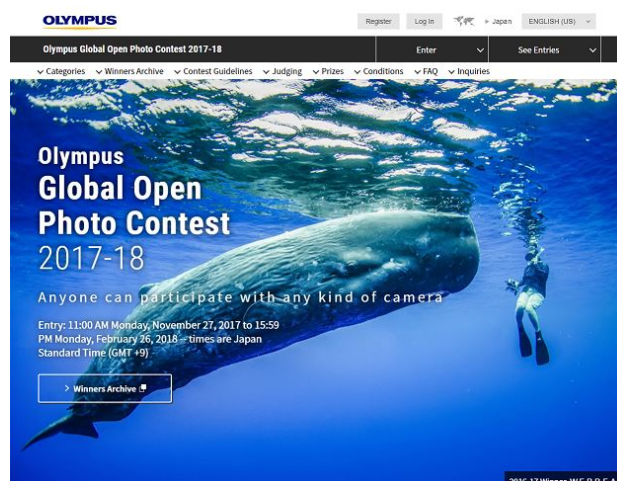 OLYMPUS
Register Log In Japan ENGLISH (US)
Olympus Global Open Photo Contest 2017-18 Enter See Entries
Categories Winners Archive Contest Guidelines Judging Prizes Conditions FAQ Inquiries
Olympus
Global Open
Photo Contest
2017-18
Anyone can participate with any kind of camera
Entry: 11:00 AM Monday, November 27, 2017 to 15:59
PM Monday, February 26, 2018 – times are Japan
Standard Time (GMT +9)
> Winners Archive
2016-17 Winner